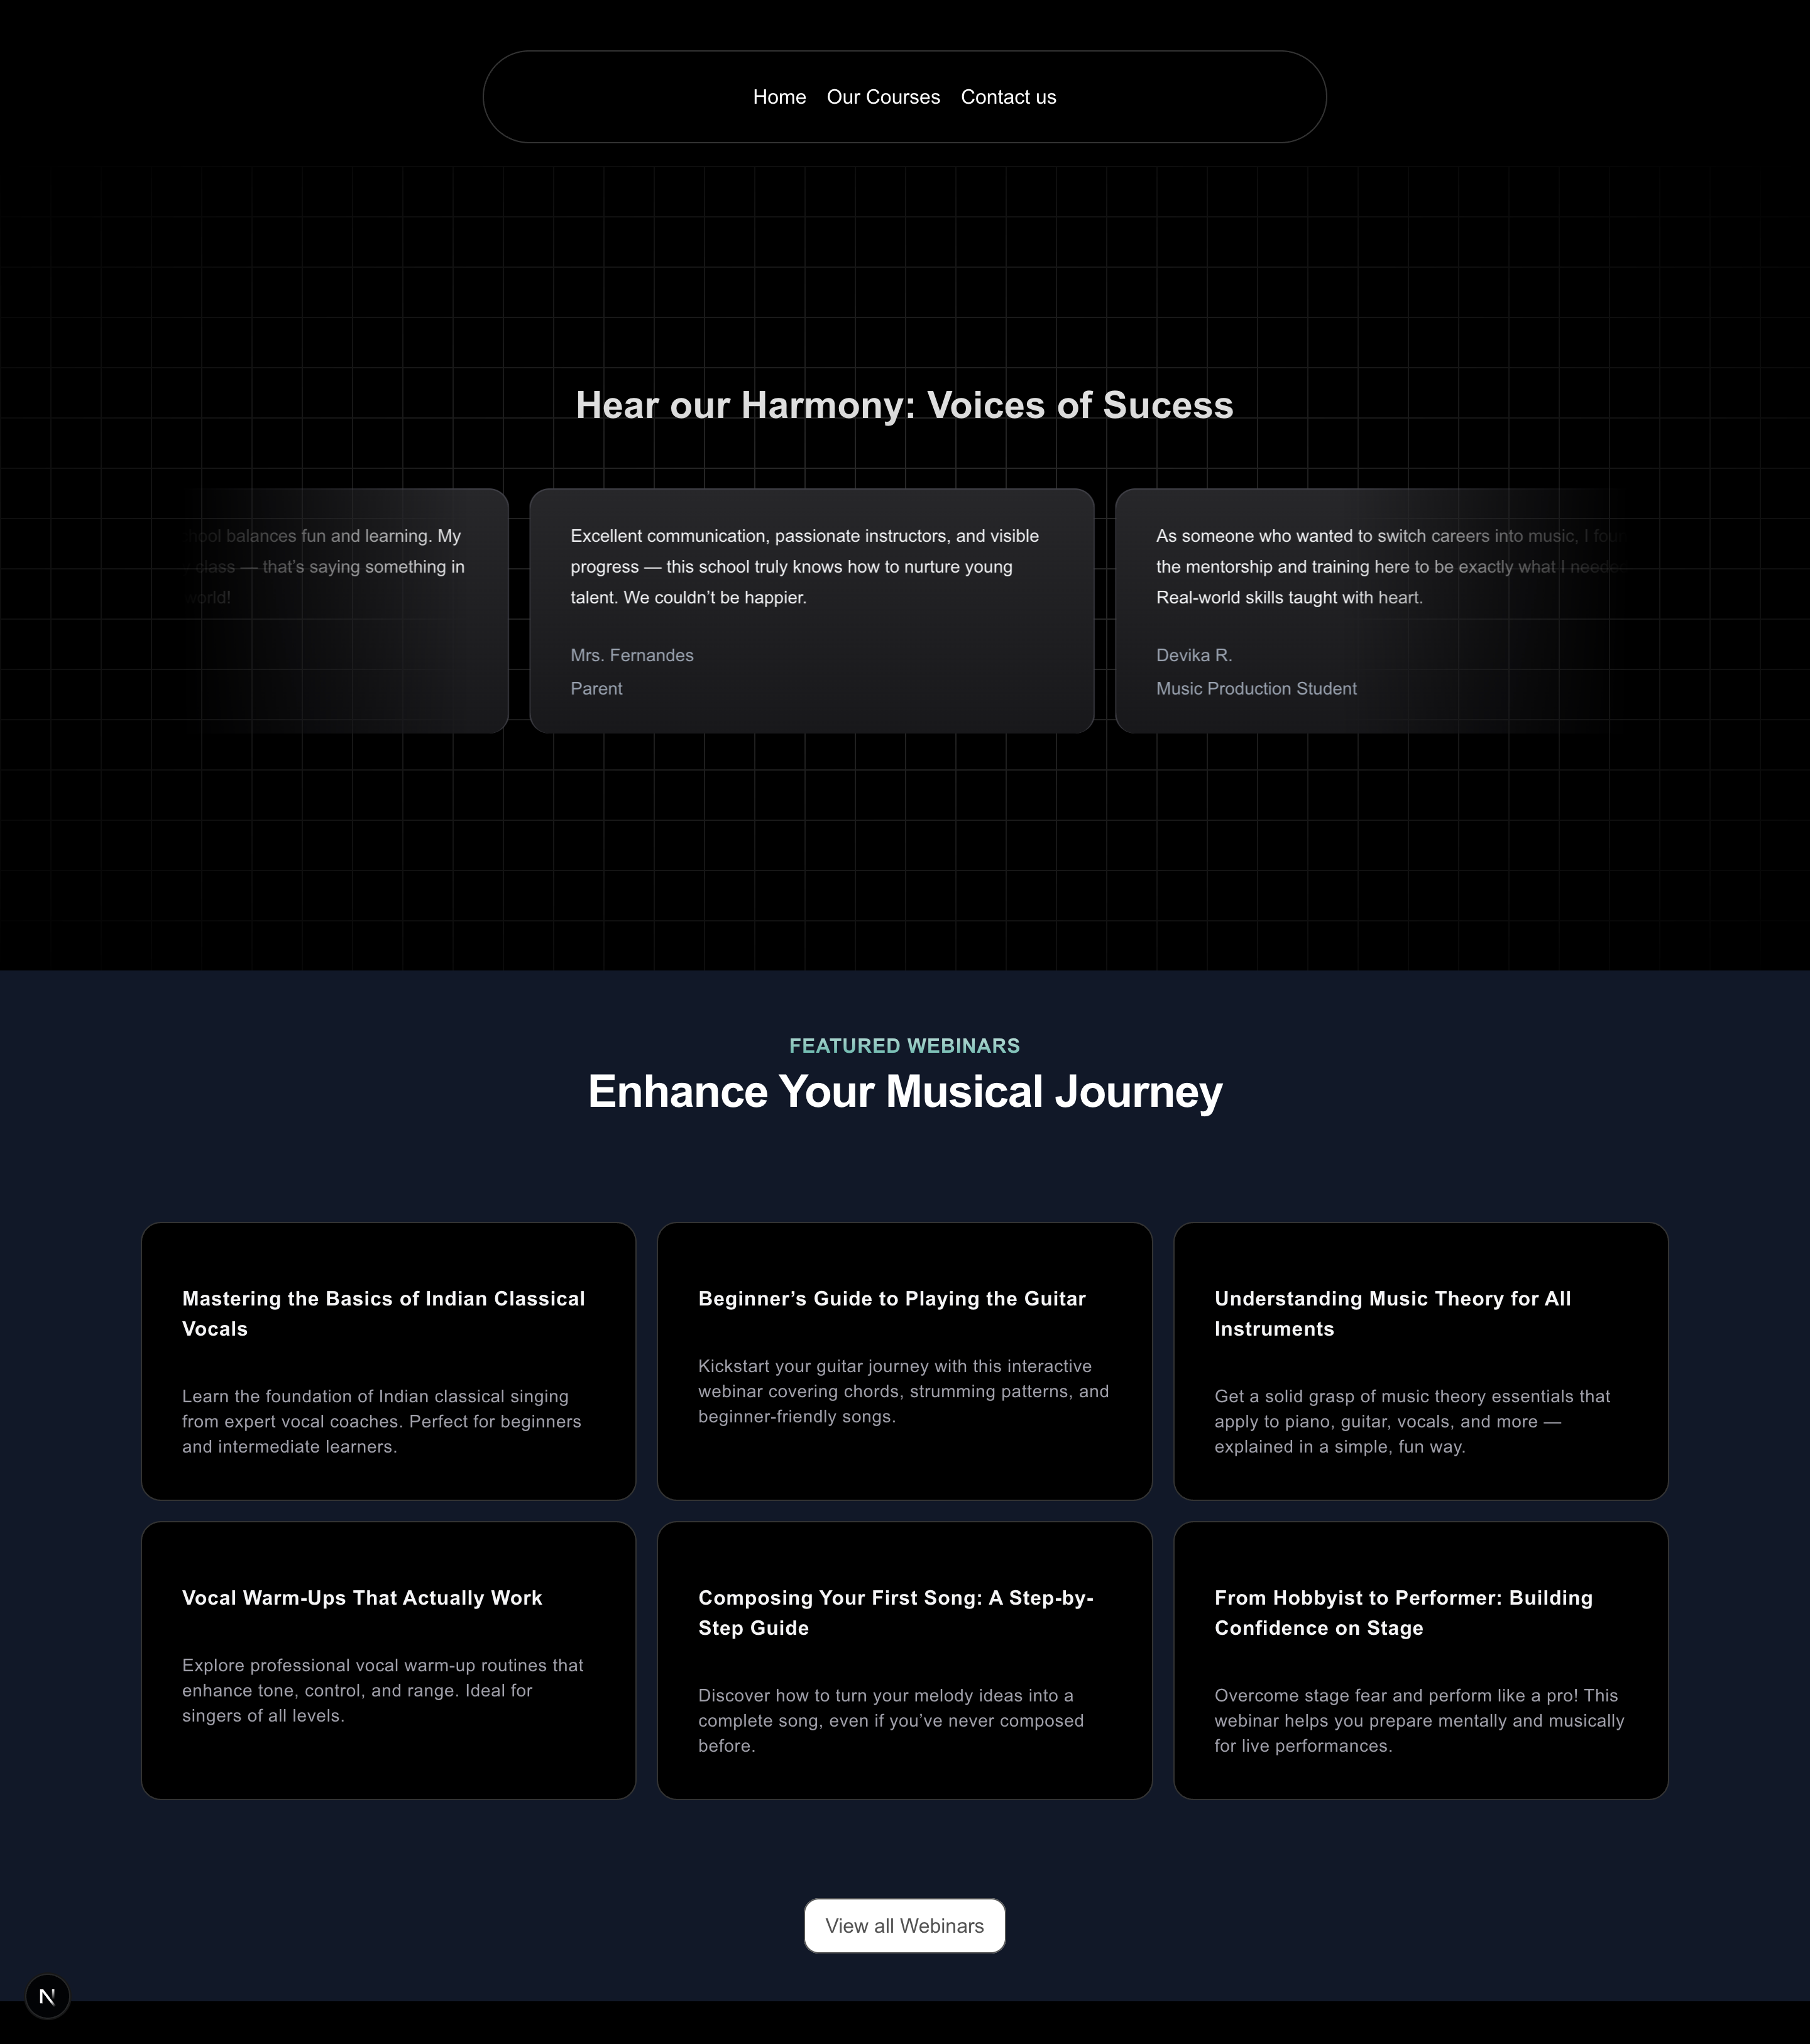 Home Our Courses Contact us
Hear our Harmony: Voices of Sucess
balances fun and learning. My
class — that’s saying something in
world!
Excellent communication, passionate instructors, and visible
progress — this school truly knows how to nurture young
talent. We couldn’t be happier.
Mrs. Fernandes
Parent
As someone who wanted to switch careers into music, I
the mentorship and training here to be exactly what I
Real-world skills taught with heart.
Devika R.
Music Production Student
FEATURED WEBINARS
Enhance Your Musical Journey
Mastering the Basics of Indian Classical
Vocals
Learn the foundation of Indian classical singing
from expert vocal coaches. Perfect for beginners
and intermediate learners.
Beginner’s Guide to Playing the Guitar
Kickstart your guitar journey with this interactive
webinar covering chords, strumming patterns, and
beginner-friendly songs.
Understanding Music Theory for All
Instruments
Get a solid grasp of music theory essentials that
apply to piano, guitar, vocals, and more —
explained in a simple, fun way.
Vocal Warm-Ups That Actually Work
Explore professional vocal warm-up routines that
enhance tone, control, and range. Ideal for
singers of all levels.
Composing Your First Song: A Step-by-
Step Guide
Discover how to turn your melody ideas into a
complete song, even if you’ve never composed
before.
From Hobbyist to Performer: Building
Confidence on Stage
Overcome stage fear and perform like a pro! This
webinar helps you prepare mentally and musically
for live performances.
View all Webinars
N